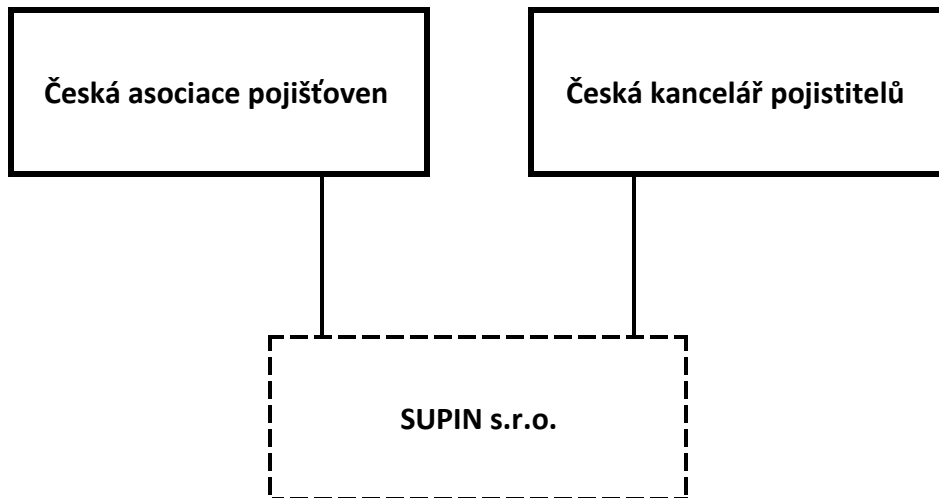 Česká asociace pojišťoven
Česká kancelář pojistitelů
SUPIN s.r.o.